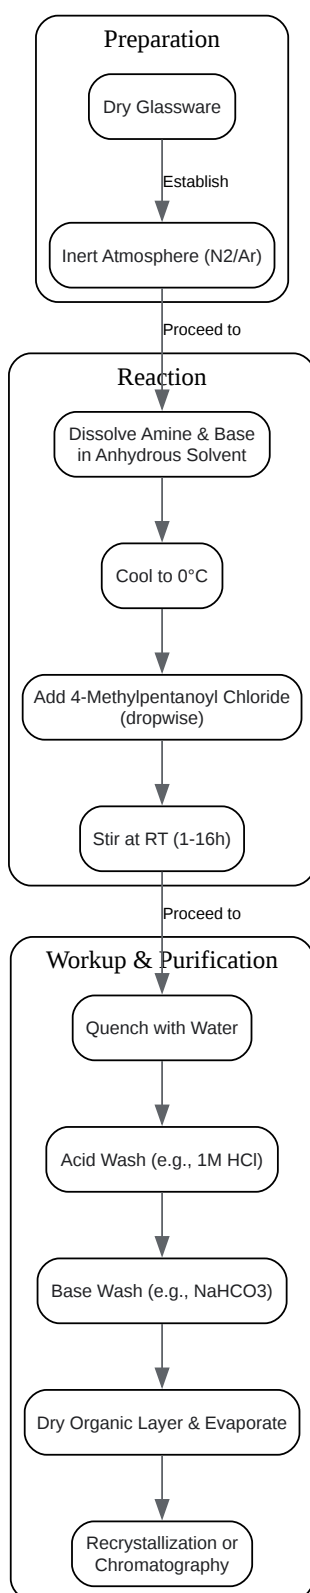 Preparation
Dry Glassware
Establish
Inert Atmosphere (N2/Ar)
Proceed to
Reaction
Dissolve Amine & Base
in Anhydrous Solvent
Cool to 0°C
Add 4-Methylpentanoyl Chloride
(dropwise)
Stir at RT (1-16h)
Proceed to
Workup & Purification
Quench with Water
Acid Wash (e.g., 1M HCl)
Base Wash (e.g., NaHCO3)
Dry Organic Layer & Evaporate
Recrystallization or
Chromatography